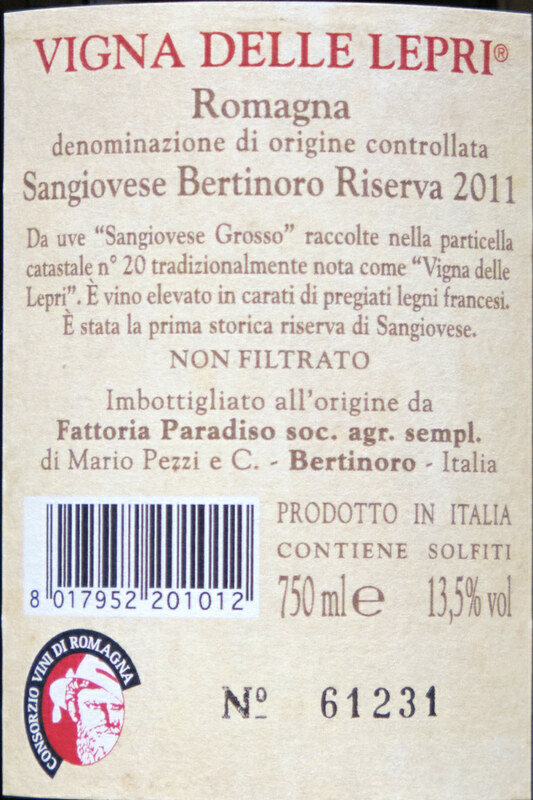 VIGNA DELLE LEPRI®
Romagna
denominazione di origine controllata
Sangiovese Bertinoro Riserva 2011
Da uve “Sangiovese Grosso” raccolte nella particella
catastale n° 20 tradizionalmente nota come “Vigna delle
Lepri”. È vino elevato in carati di pregiati legni francesi.
È stata la prima storica riserva di Sangiovese.
NON FILTRATO
Imbottigliato all'origine da
Fattoria Paradiso soc. agr. sempl.
di Mario Pezzi e C. - Bertinoro - Italia
PRODOTTO IN ITALIA
CONTIENE SOLFITI
750 ml e 13,5% vol
8 017952 201012
CONSORZIO VINI DI ROMAGNA
Nº 61231